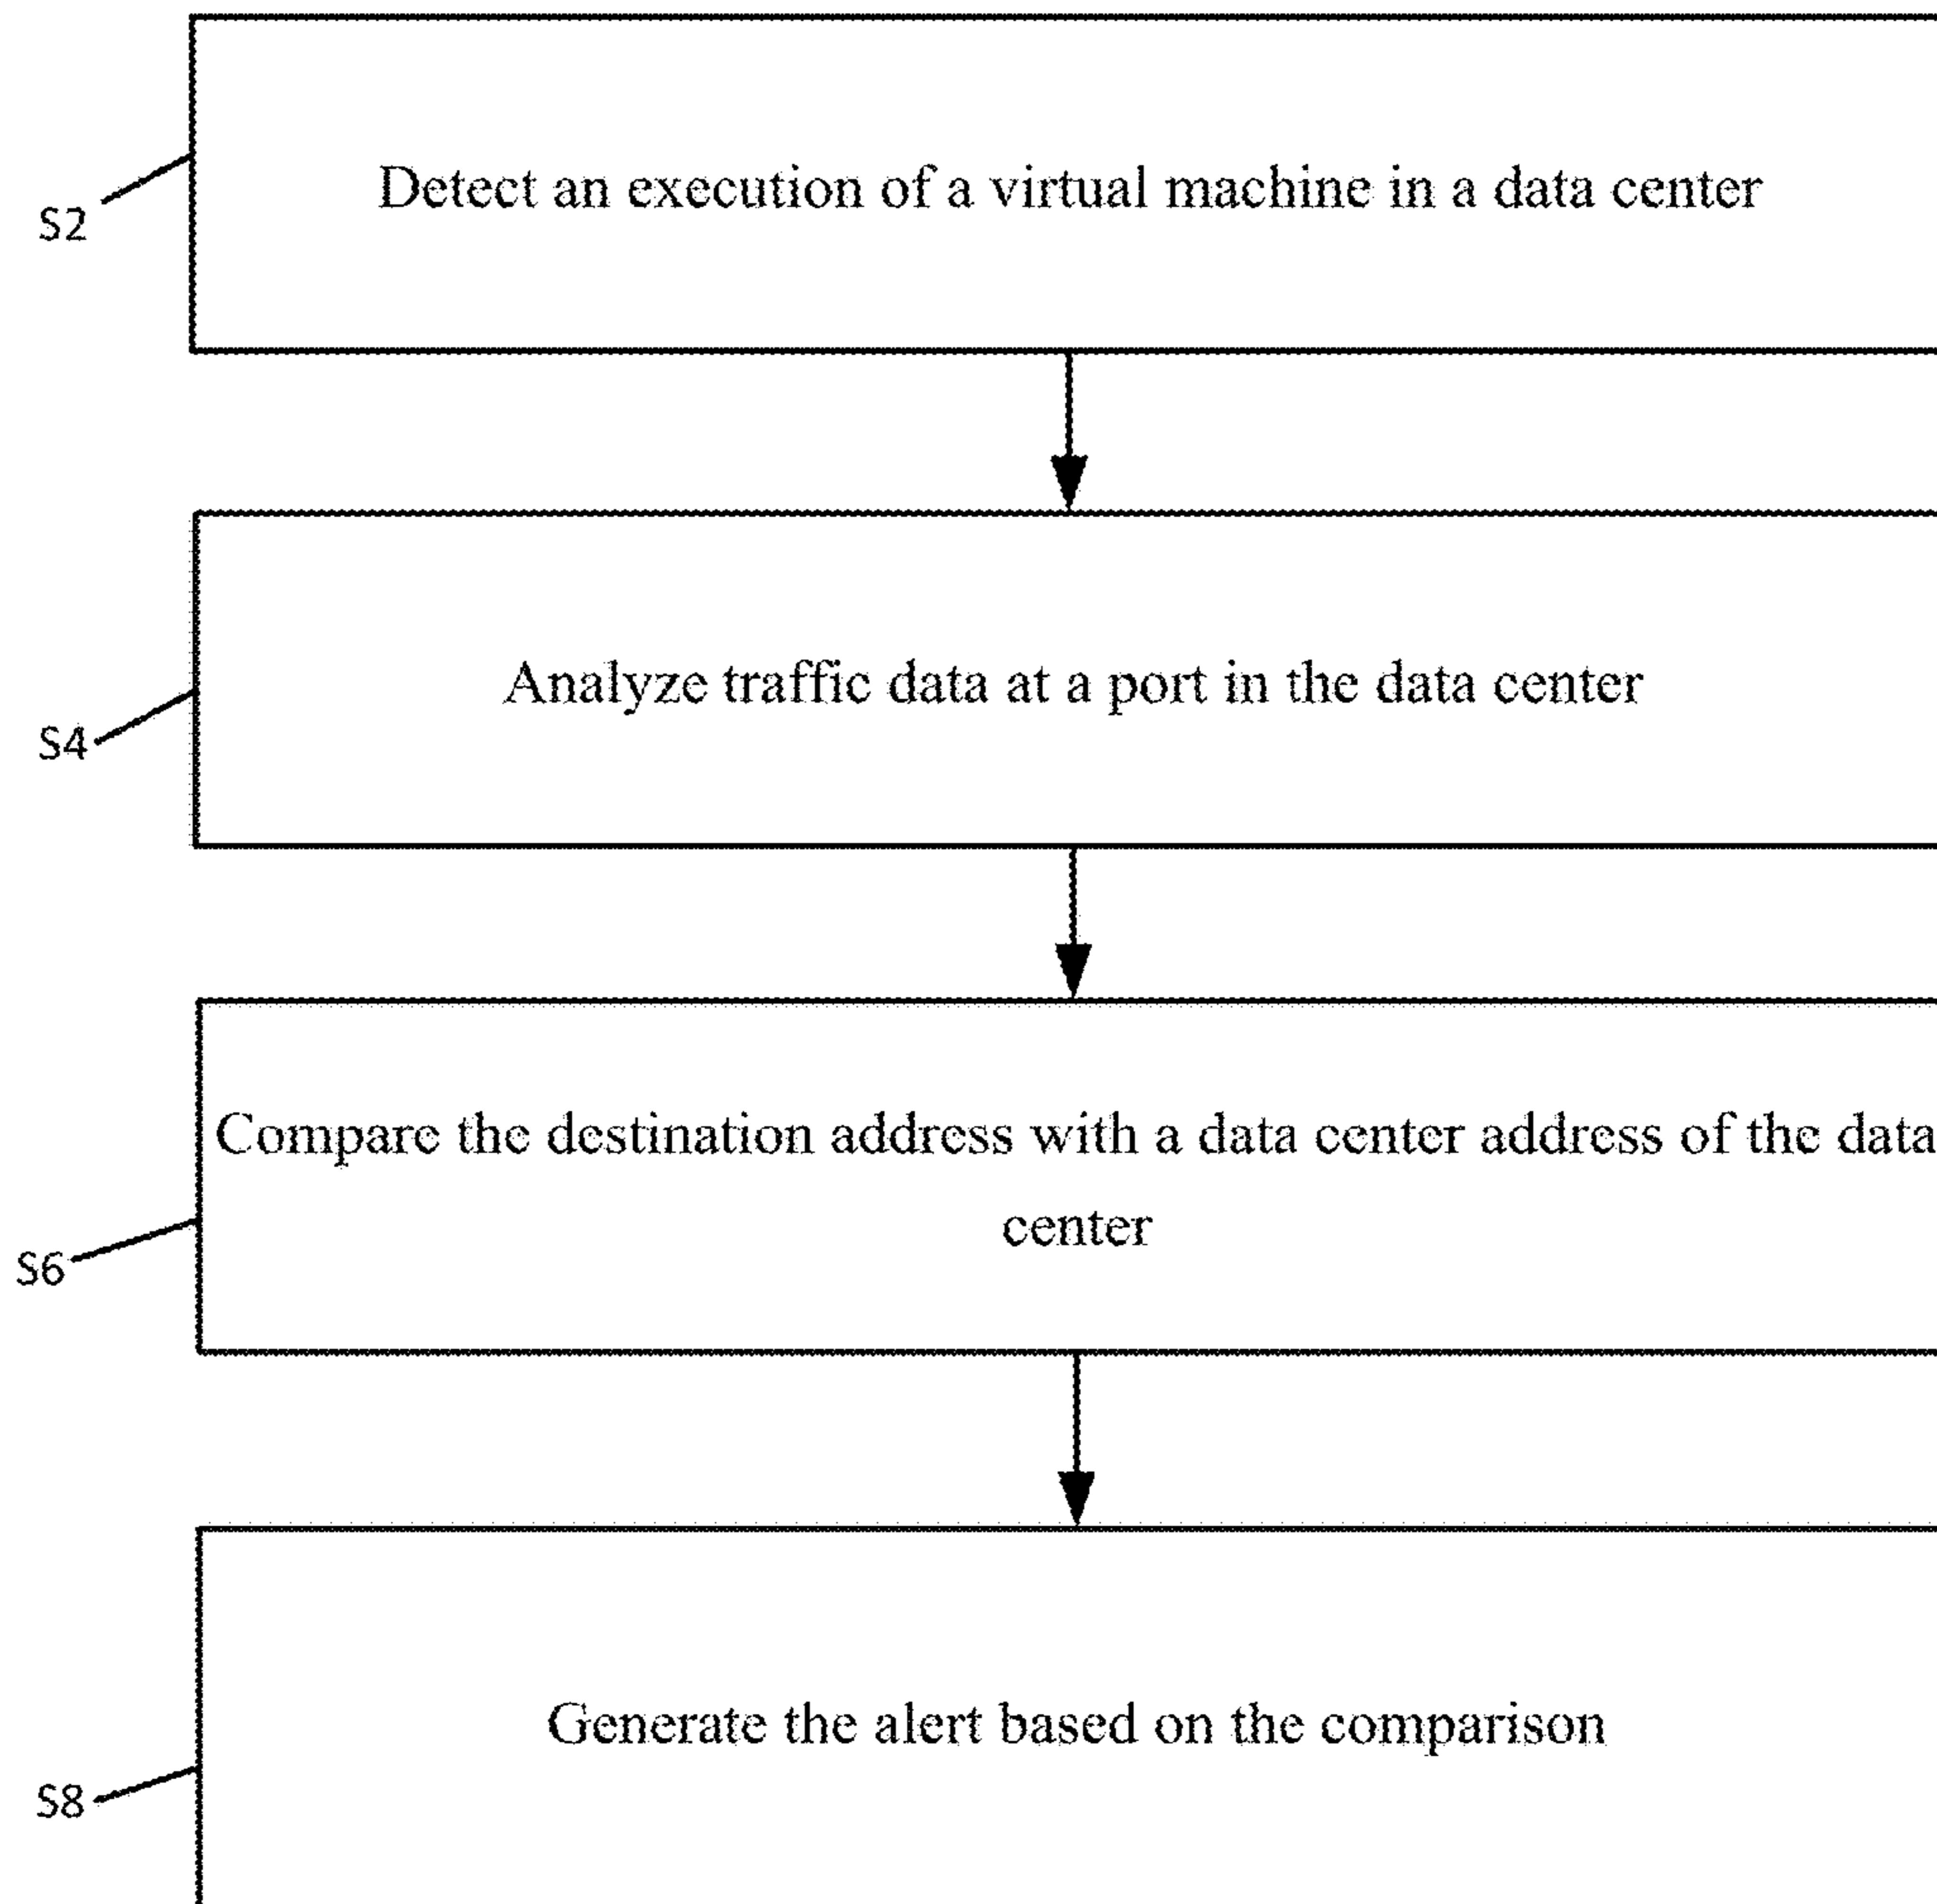 Detect an execution of a virtual machine in a data center
S2
Analyze traffic data at a port in the data center
S4
Compare the destination address with a data center address of the data
center
S6
Generate the alert based on the comparison
S8